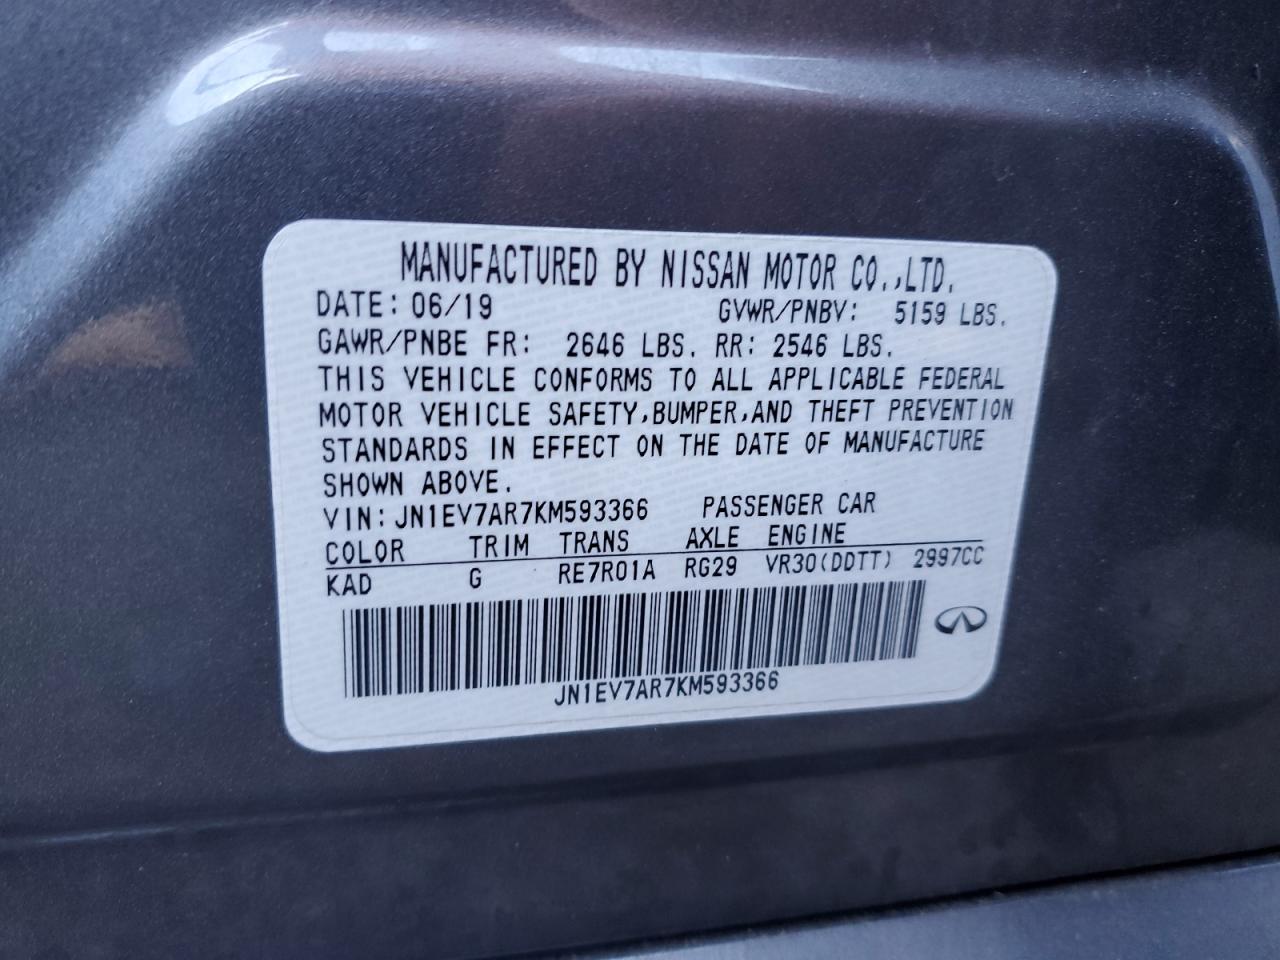 MANUFACTURED BY NISSAN MOTOR CO.,LTD.
DATE: 06/19 GVWR/PNBV: 5159 LBS.
GAWR/PNBE FR: 2646 LBS. RR: 2546 LBS.
THIS VEHICLE CONFORMS TO ALL APPLICABLE FEDERAL
MOTOR VEHICLE SAFETY,BUMPER,AND THEFT PREVENTION
STANDARDS IN EFFECT ON THE DATE OF MANUFACTURE
SHOWN ABOVE.
VIN: JN1EV7AR7KM593366 PASSENGER CAR
COLOR TRIM TRANS AXLE ENGINE
KAD G RE7R01A RG29 VR30(DDTT) 2997CC
JN1EV7AR7KM593366